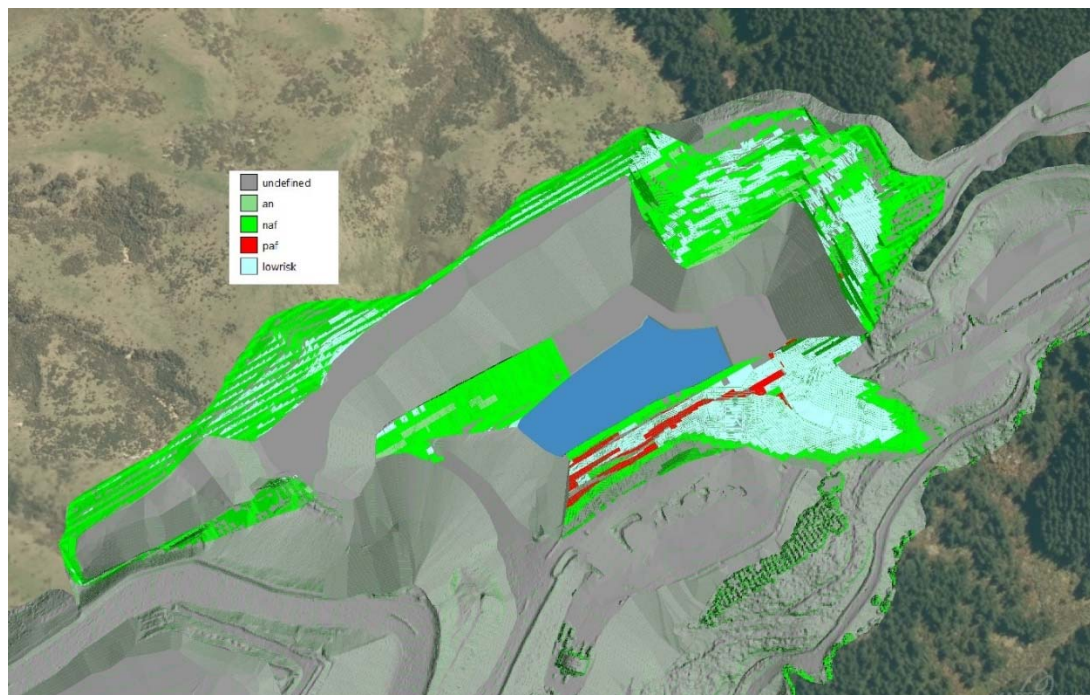 undefined
an
naf
paf
lowrisk